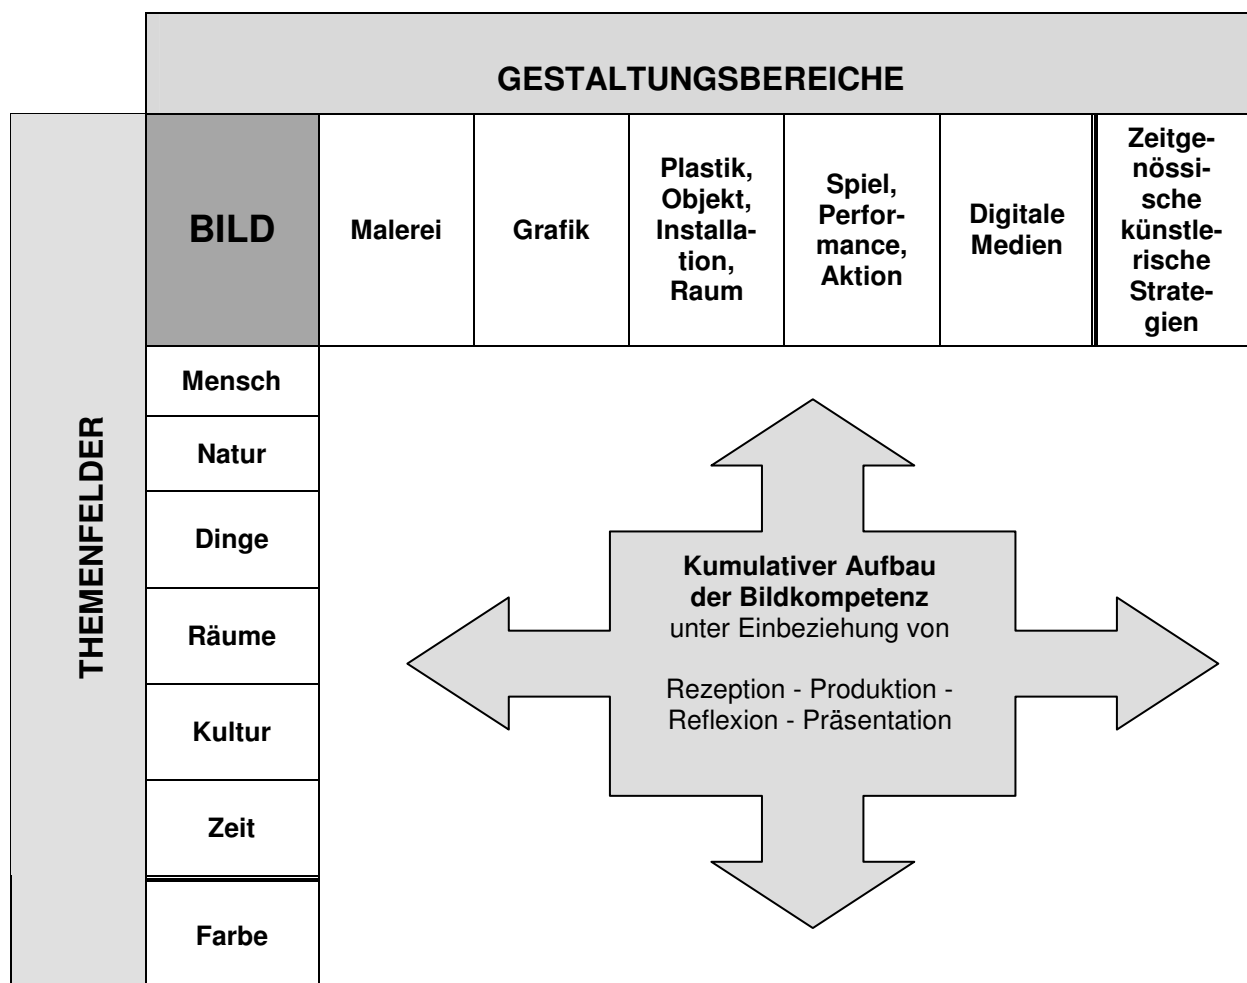 GESTALTUNGSBEREICHE
THEMENFELDER
BILD
Malerei
Grafik
Plastik,
Objekt,
Installa-
tion,
Raum
Spiel,
Perfor-
mance,
Aktion
Digitale
Medien
Zeitge-
nössi-
sche
künstle-
rische
Strate-
gien
Mensch
Natur
Dinge
Räume
Kultur
Zeit
Farbe
Kumulativer Aufbau
der Bildkompetenz
unter Einbeziehung von
Rezeption - Produktion -
Reflexion - Präsentation